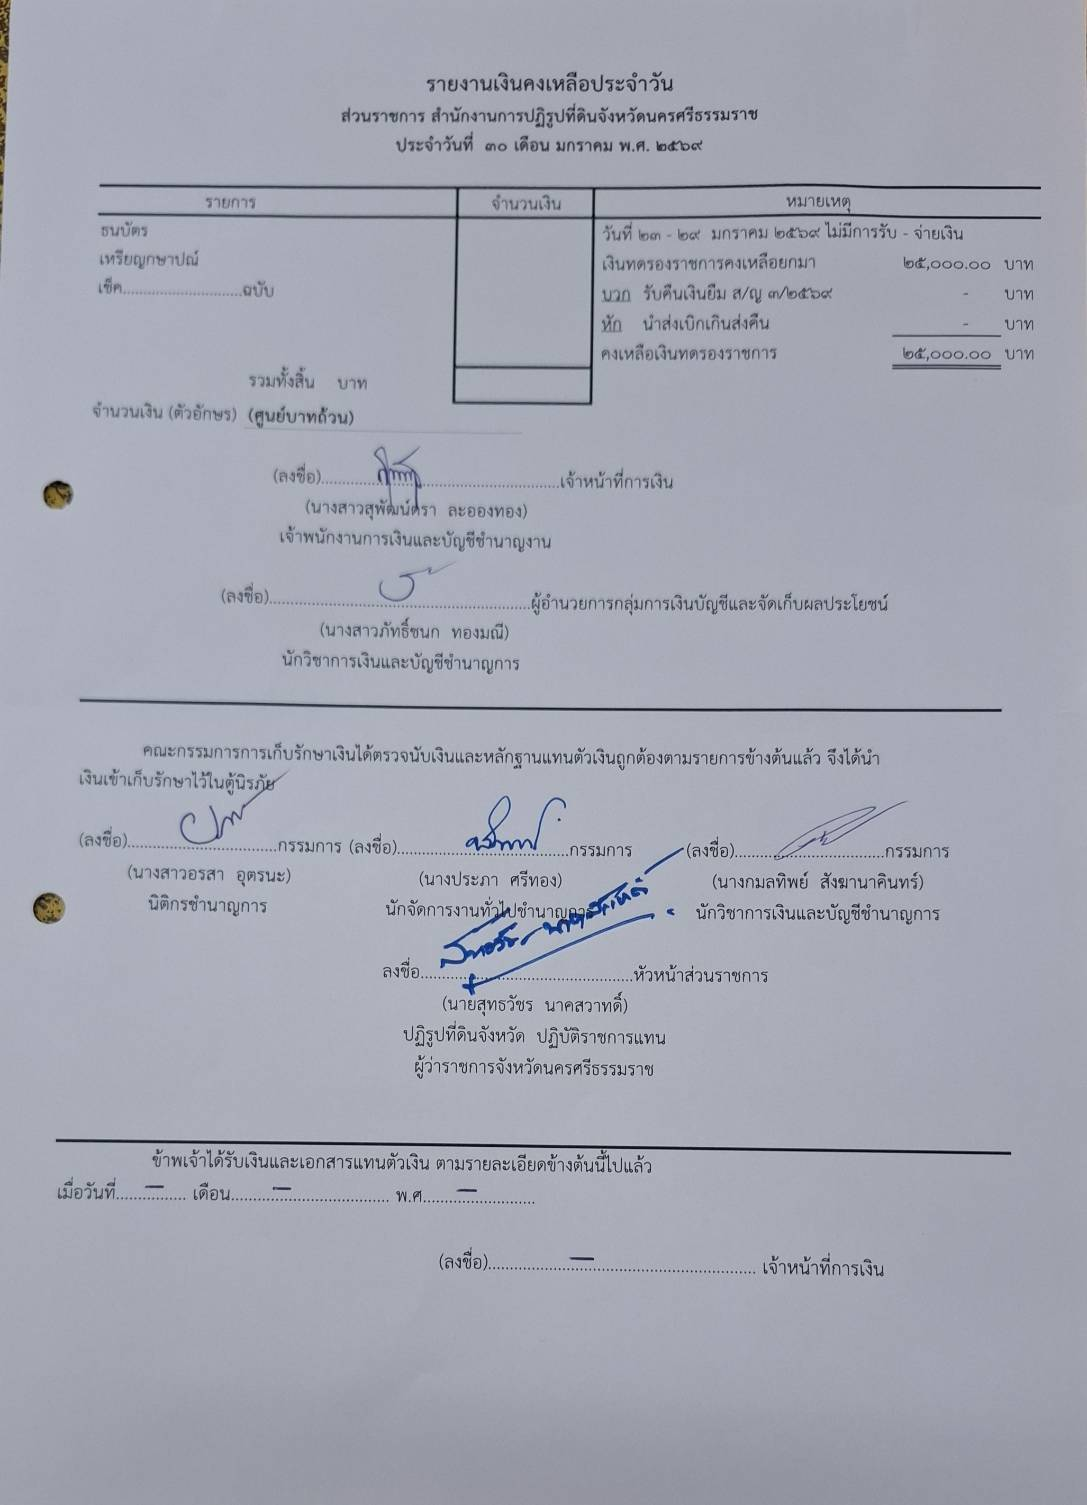 รายงานเงินคงเหลือประจำวัน
ส่วนราชการ สำนักงานการปฏิรูปที่ดินจังหวัดนครศรีธรรมราช
ประจำวันที่ ๓๐ เดือน มกราคม พ.ศ. ๒๕๖๙
รายการ จำนวนเงิน หมายเหตุ
ธนบัตร วันที่ ๒๓ - ๒๙ มกราคม ๒๕๖๙ ไม่มีการรับ - จ่ายเงิน
เหรียญกษาปณ์ เงินทดรองราชการคงเหลือยกมา ๒๕,๐๐๐.๐๐ บาท
เช็ค............................ฉบับ บวก รับคืนเงินยืม ส/ญ ๓/๒๕๖๙ - บาท
หัก นำส่งเบิกเกินส่งคืน - บาท
คงเหลือเงินทดรองราชการ ๒๕,๐๐๐.๐๐ บาท
รวมทั้งสิ้น บาท
จำนวนเงิน (ตัวอักษร) (ศูนย์บาทถ้วน)
(ลงชื่อ)........................................................เจ้าหน้าที่การเงิน
(นางสาวสุพัฒน์ตรา ละอองทอง)
เจ้าพนักงานการเงินและบัญชีชำนาญงาน
(ลงชื่อ)..............................................................ผู้อำนวยการกลุ่มการเงินบัญชีและจัดเก็บผลประโยชน์
(นางสาวภัทธิ์ชนก ทองมณี)
นักวิชาการเงินและบัญชีชำนาญการ
คณะกรรมการการเก็บรักษาเงินได้ตรวจนับเงินและหลักฐานแทนตัวเงินถูกต้องตามรายการข้างต้นแล้ว จึงได้นำ
เงินเข้าเก็บรักษาไว้ในตู้นิรภัย
(ลงชื่อ)...................................กรรมการ (ลงชื่อ)........................................กรรมการ (ลงชื่อ)...................................กรรมการ
(นางสาวอรสา อุตรนะ) (นางประภา ศรีทอง) (นางกมลทิพย์ สังฆานาคินทร์)
นิติกรชำนาญการ นักจัดการงานทั่วไปชำนาญการ นักวิชาการเงินและบัญชีชำนาญการ
ลงชื่อ..................................................หัวหน้าส่วนราชการ
(นายสุทธวัชร นาคสวาทดิ์)
ปฏิรูปที่ดินจังหวัด ปฏิบัติราชการแทน
ผู้ว่าราชการจังหวัดนครศรีธรรมราช
ข้าพเจ้าได้รับเงินและเอกสารแทนตัวเงิน ตามรายละเอียดข้างต้นนี้ไปแล้ว
เมื่อวันที่......–.......... เดือน..........–........................... พ.ศ........–.................
(ลงชื่อ)....................–......................................... เจ้าหน้าที่การเงิน